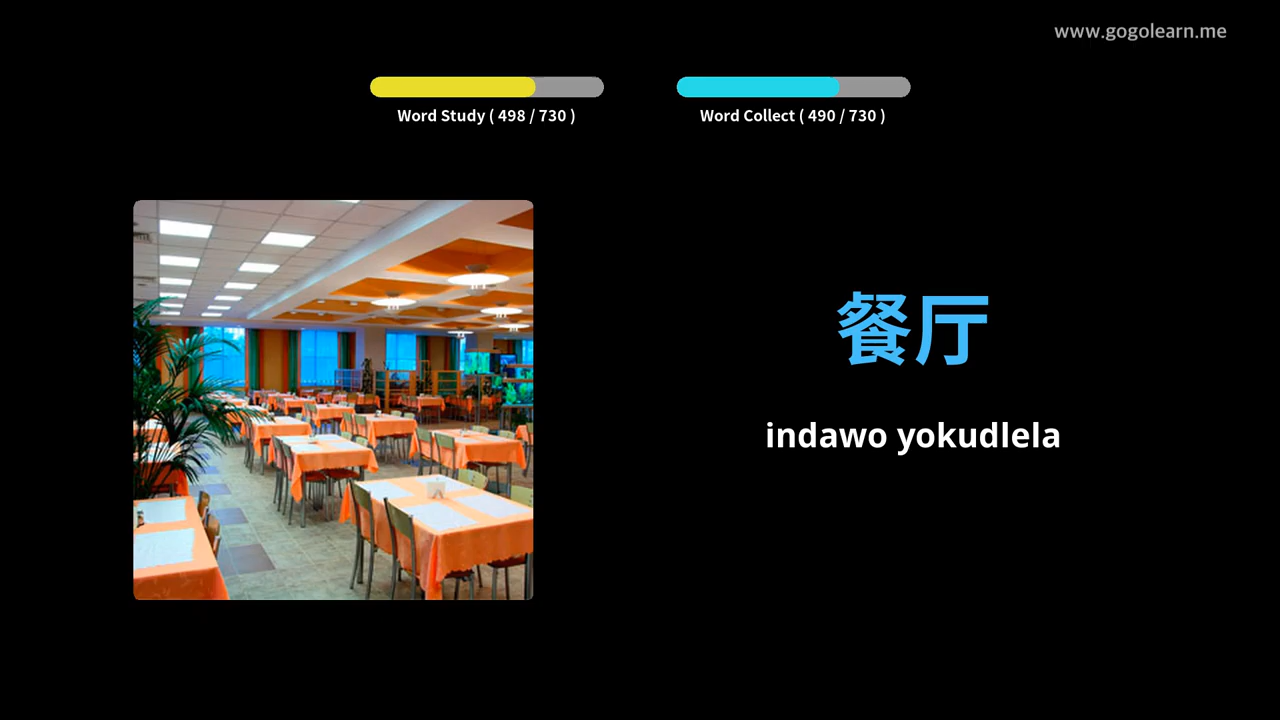 www.gogolearn.me
Word Study ( 498 / 730 )
Word Collect ( 490 / 730 )
餐厅
indawo yokudlela